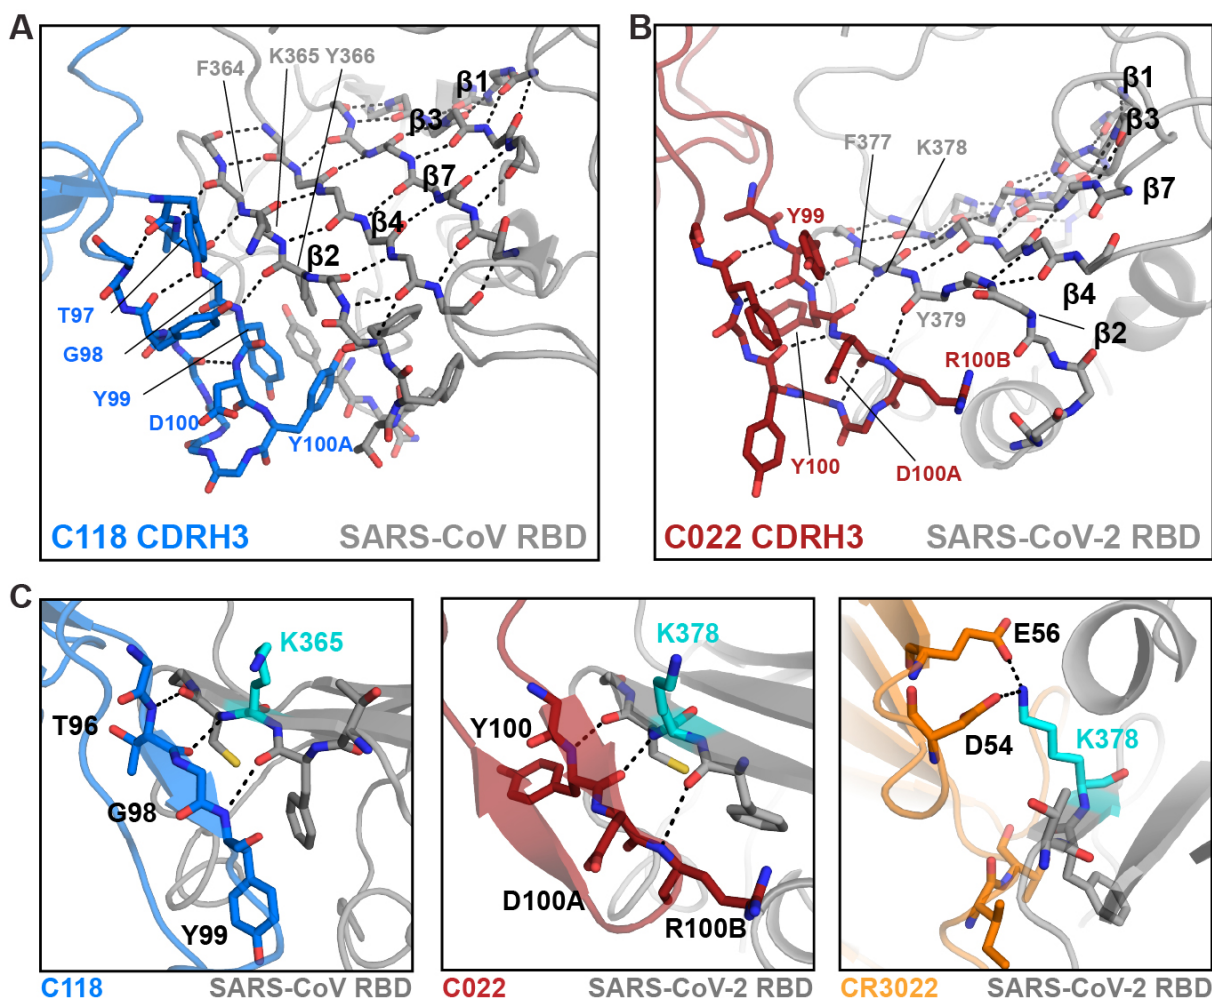 A
F364
K365
Y366
β1
β3
β7
β4
β2
T97
G98
Y99
D100
Y100A
C118 CDRH3
SARS-CoV RBD
B
β1
β3
F377
K378
β7
Y99
β4
Y379
β2
R100B
Y100
D100A
C022 CDRH3
SARS-CoV-2 RBD
C
K365
T96
G98
Y99
C118
SARS-CoV RBD
K378
Y100
D100A
R100B
C022
SARS-CoV-2 RBD
E56
D54
K378
CR3022
SARS-CoV-2 RBD